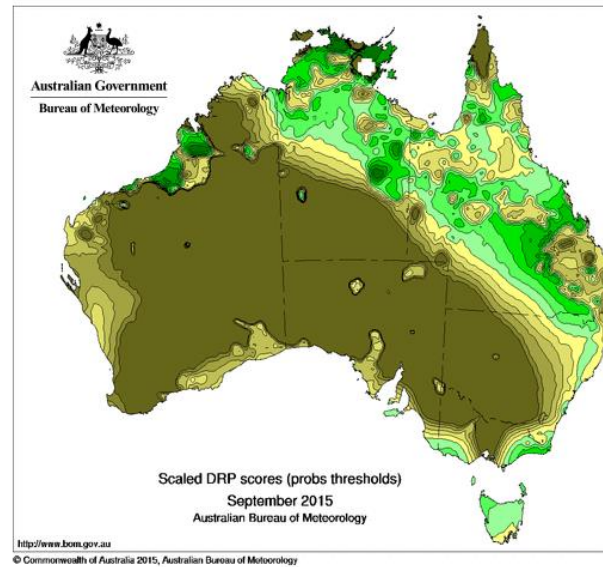 Australian Government
Bureau of Meteorology
Scaled DRP scores (probs thresholds)
September 2015
Australian Bureau of Meteorology
http://www.bom.gov.au
© Commonwealth of Australia 2015, Australian Bureau of Meteorology